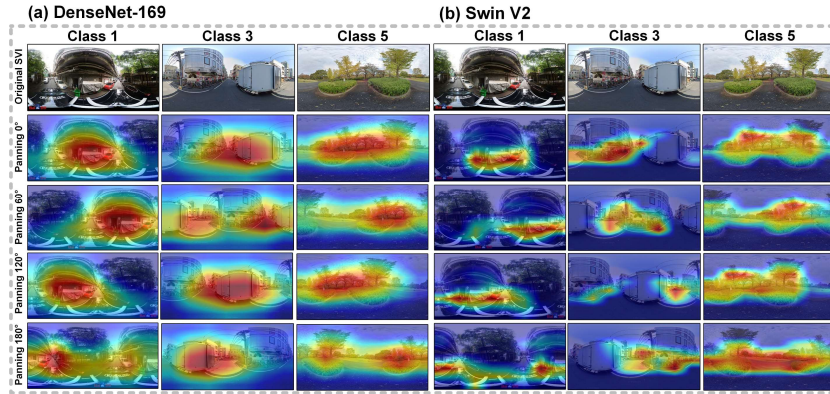 (a) DenseNet-169
(b) Swin V2
Class 1
Class 3
Class 5
Class 1
Class 3
Class 5
Original SVI
Panning 0°
Panning 60°
Panning 120°
Panning 180°